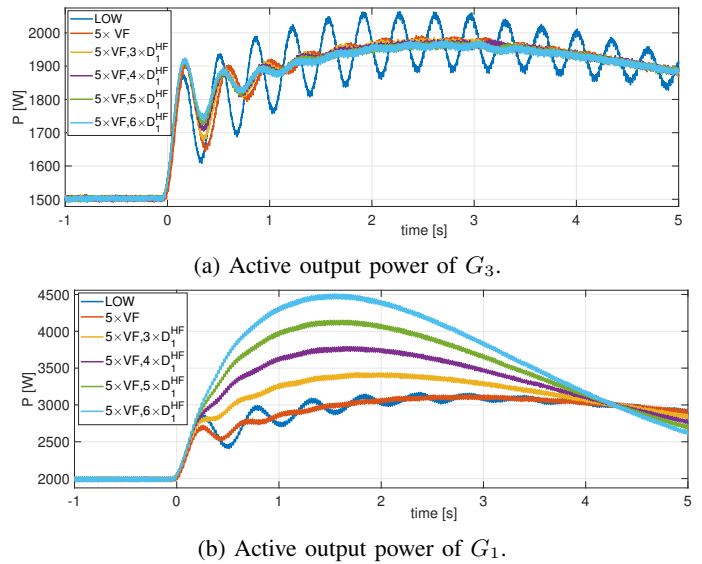 2000
1900
1800
1700
1600
1500
P [W]
LOW
5× VF
5×VF,3×D₁ᴴF
5×VF,4×D₁ᴴF
5×VF,5×D₁ᴴF
5×VF,6×D₁ᴴF
-1 0 1 2 3 4 5
time [s]
(a) Active output power of G₃.
4500
4000
3500
3000
2500
2000
P [W]
LOW
5×VF
5×VF,3×D₁ᴴF
5×VF,4×D₁ᴴF
5×VF,5×D₁ᴴF
5×VF,6×D₁ᴴF
-1 0 1 2 3 4 5
time [s]
(b) Active output power of G₁.